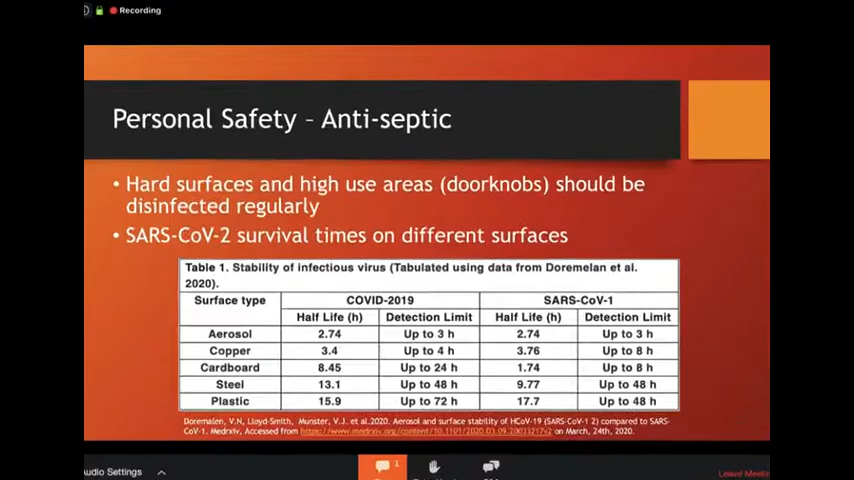 Recording
Personal Safety – Anti-septic
• Hard surfaces and high use areas (doorknobs) should be
disinfected regularly
• SARS-CoV-2 survival times on different surfaces
Table 1. Stability of infectious virus (Tabulated using data from Doremelan et al.
2020).
Surface type COVID-2019 SARS-CoV-1
Half Life (h) Detection Limit Half Life (h) Detection Limit
Aerosol 2.74 Up to 3 h 2.74 Up to 3 h
Copper 3.4 Up to 4 h 3.76 Up to 8 h
Cardboard 8.45 Up to 24 h 1.74 Up to 8 h
Steel 13.1 Up to 48 h 9.77 Up to 48 h
Plastic 15.9 Up to 72 h 17.7 Up to 48 h
Doremalen, V.N, Lloyd-Smith, Munster, V.J. et al.2020. Aerosol and surface stability of HCoV-19 (SARS-CoV-1 2) compared to SARS-
CoV-1. Medrxiv, Accessed from https://www.medrxiv.org/content/10.1101/2020.03.09.20033217v2 on March, 24th, 2020.
1
udio Settings Leave Meetin